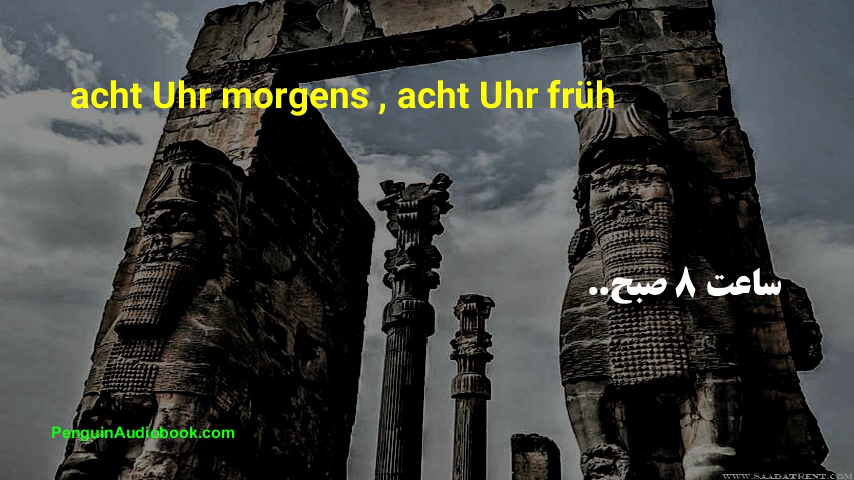 acht Uhr morgens , acht Uhr früh
ساعت ۸ صبح..
PenguinAudiobook.com
WWW.SAADATRENT.COM